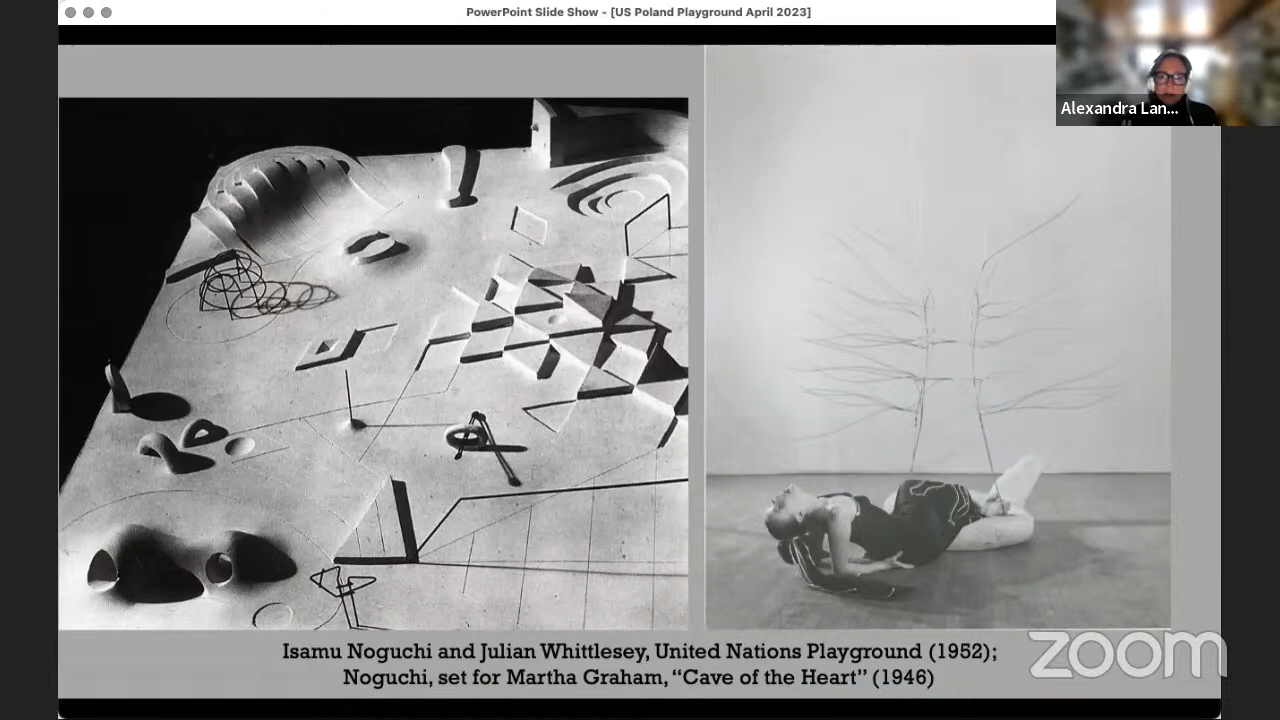 PowerPoint Slide Show - [US Poland Playground April 2023]
Alexandra Lan...
Isamu Noguchi and Julian Whittlesey, United Nations Playground (1952);
Noguchi, set for Martha Graham, “Cave of the Heart” (1946)
zoom